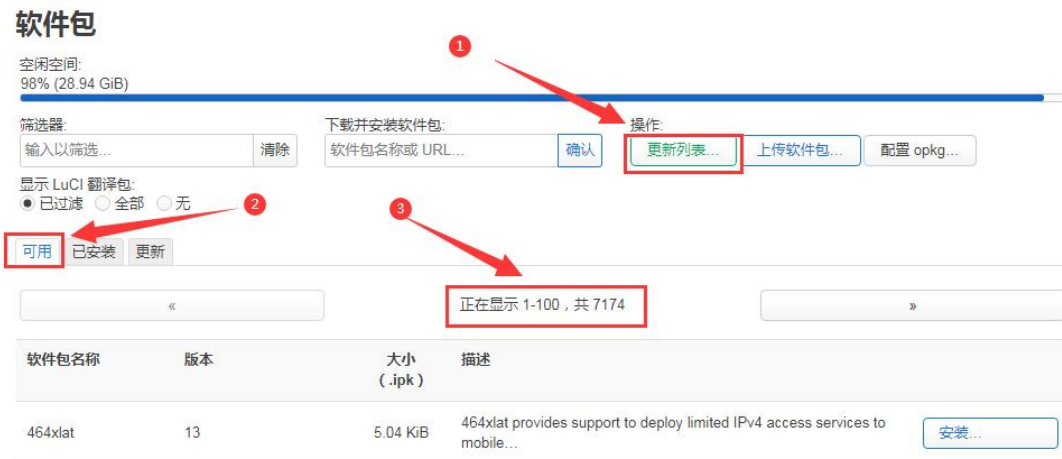 软件包
空闲空间:
98% (28.94 GiB)
1
筛选器:
下载并安装软件包:
操作:
输入以筛选...
清除
软件包名称或 URL...
确认
更新列表...
上传软件包...
配置 opkg...
显示 LuCI 翻译包:
已过滤 全部 无
2
3
可用 已安装 更新
«
正在显示 1-100，共 7174
»
软件包名称
版本
大小
（.ipk）
描述
464xlat
13
5.04 KiB
464xlat provides support to deploy limited IPv4 access services to
mobile...
安装...